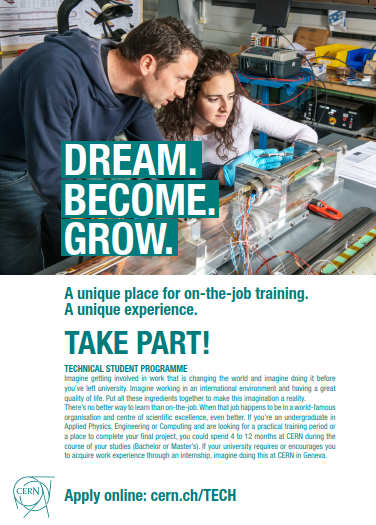 DREAM.
BECOME.
GROW.
A unique place for on-the-job training.
A unique experience.
TAKE PART!
TECHNICAL STUDENT PROGRAMME
Imagine getting involved in work that is changing the world and imagine doing it before
you've left university. Imagine working in an international environment and having a great
quality of life. Put all these ingredients together to make this imagination a reality.
There's no better way to learn than on-the-job. When that job happens to be in a world-famous
organisation and centre of scientific excellence, even better. If you're an undergraduate in
Applied Physics, Engineering or Computing and are looking for a practical training period or
a place to complete your final project, you could spend 4 to 12 months at CERN during the
course of your studies (Bachelor or Master's). If your university requires or encourages you
to acquire work experience through an internship, imagine doing this at CERN in Geneva.
CERN
Apply online: cern.ch/TECH